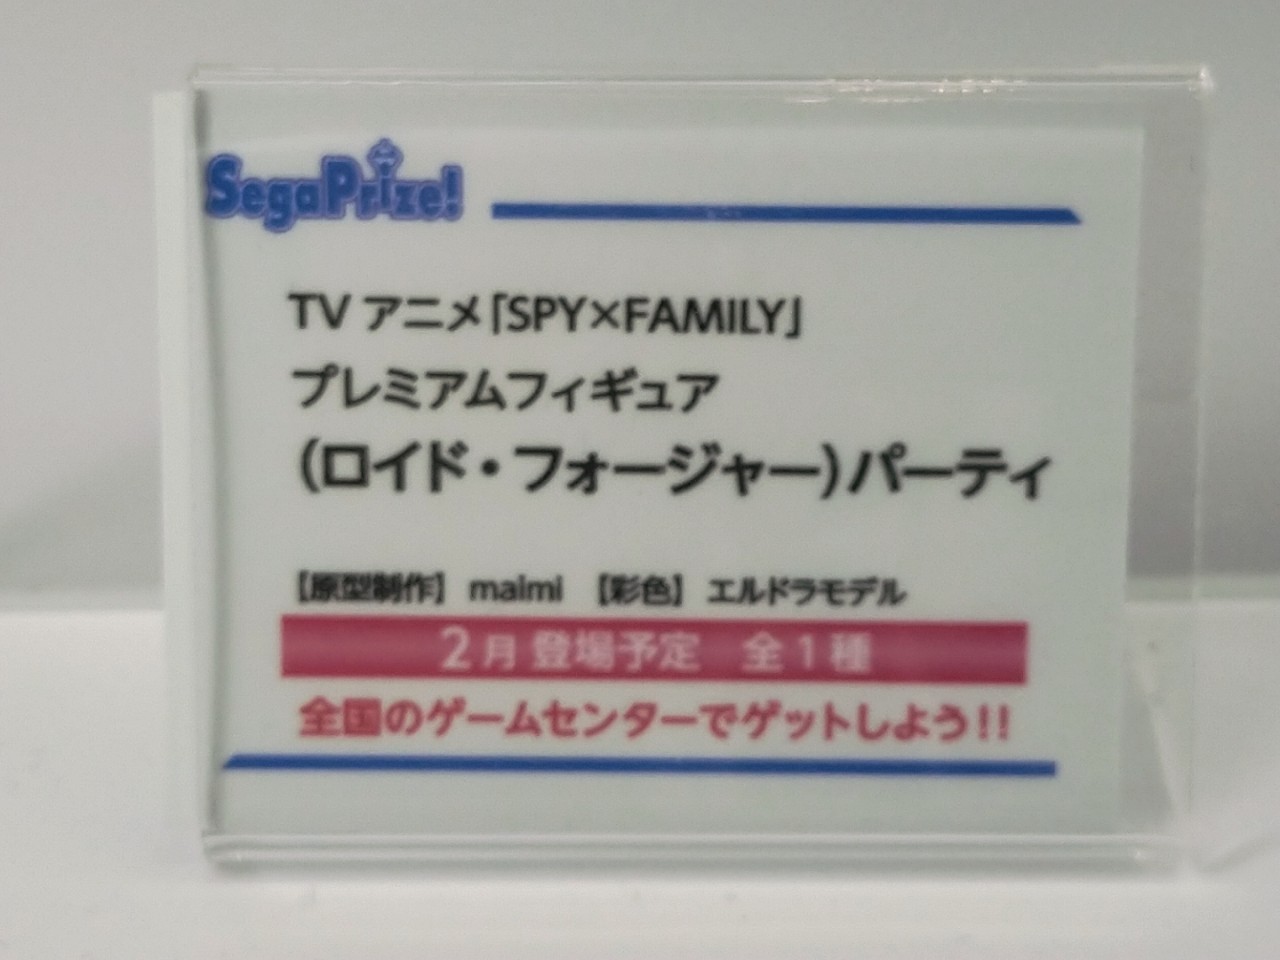 SegaPrize!
TV アニメ「SPY×FAMILY」
プレミアムフィギュア
（ロイド・フォージャー）パーティ
【原型制作】 maimi 【彩色】 エルドラモデル
2月登場予定 全1種
全国のゲームセンターでゲットしよう!!